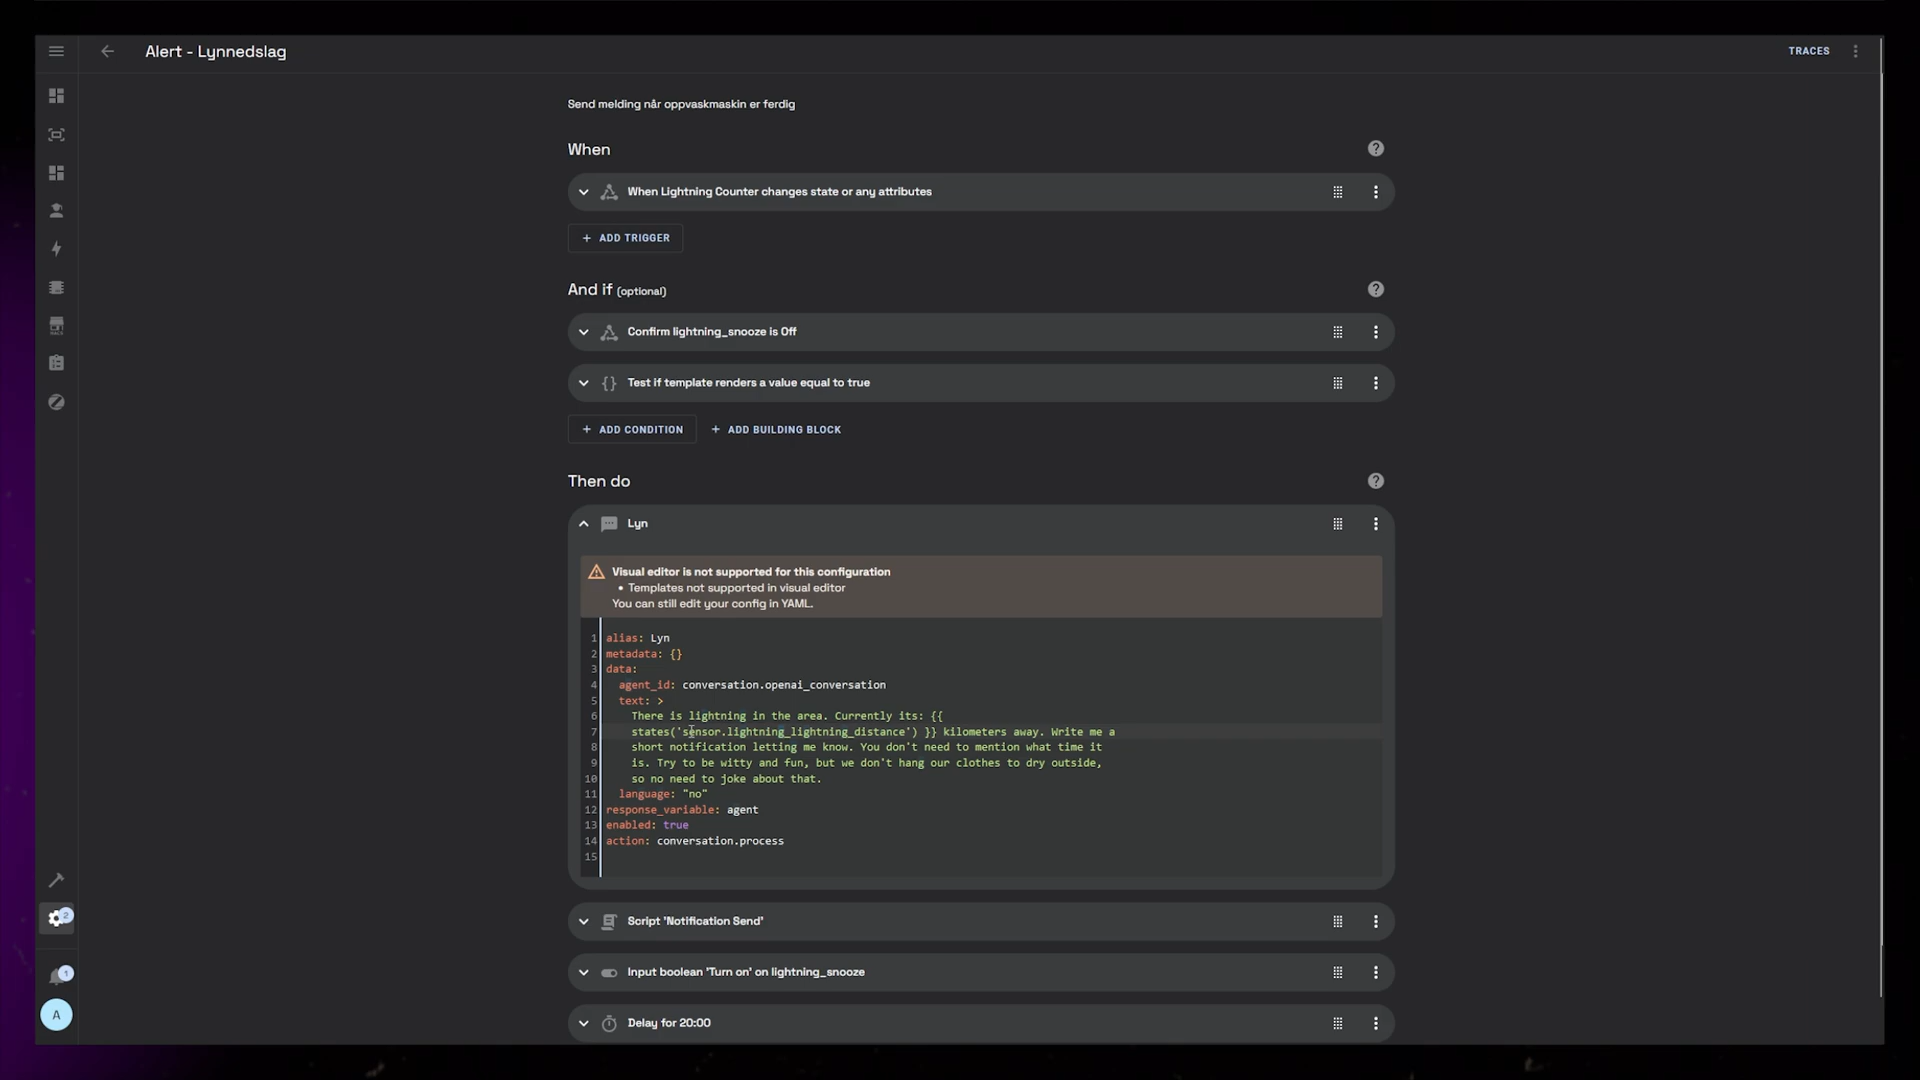 Alert - Lynnedslag
TRACES
Send melding når oppvaskmaskin er ferdig
When
When Lightning Counter changes state or any attributes
+ ADD TRIGGER
And if (optional)
Confirm lightning_snooze is Off
Test if template renders a value equal to true
+ ADD CONDITION + ADD BUILDING BLOCK
Then do
Lyn
Visual editor is not supported for this configuration
• Templates not supported in visual editor
You can still edit your config in YAML.
1 alias: Lyn
2 metadata: {}
3 data:
4 agent_id: conversation.openai_conversation
5 text: >
6 There is lightning in the area. Currently its: {{
7 states('sensor.lightning_lightning_distance') }} kilometers away. Write me a
8 short notification letting me know. You don't need to mention what time it
9 is. Try to be witty and fun, but we don't hang our clothes to dry outside,
10 so no need to joke about that.
11 language: "no"
12 response_variable: agent
13 enabled: true
14 action: conversation.process
15
Script 'Notification Send'
2
Input boolean 'Turn on' on lightning_snooze
1
A
Delay for 20:00